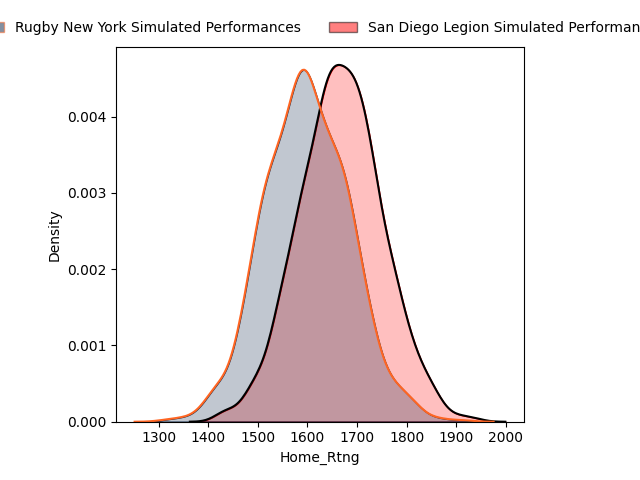 Rugby New York Simulated Performances San Diego Legion Simulated Performan
0.004
0.003
Density
0.002
0.001
0.000
1300 1400 1500 1600 1700 1800 1900 2000
Home_Rtng